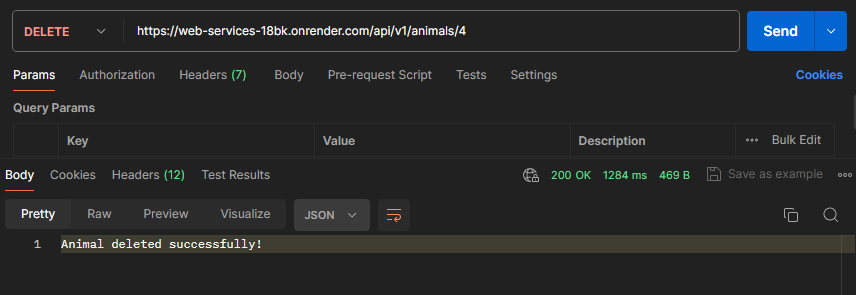 DELETE https://web-services-18bk.onrender.com/api/v1/animals/4 Send
Params Authorization Headers (7) Body Pre-request Script Tests Settings Cookies
Query Params
Key Value Description ••• Bulk Edit
Body Cookies Headers (12) Test Results 200 OK 1284 ms 469 B Save as example •••
Pretty Raw Preview Visualize JSON
1 Animal deleted successfully!